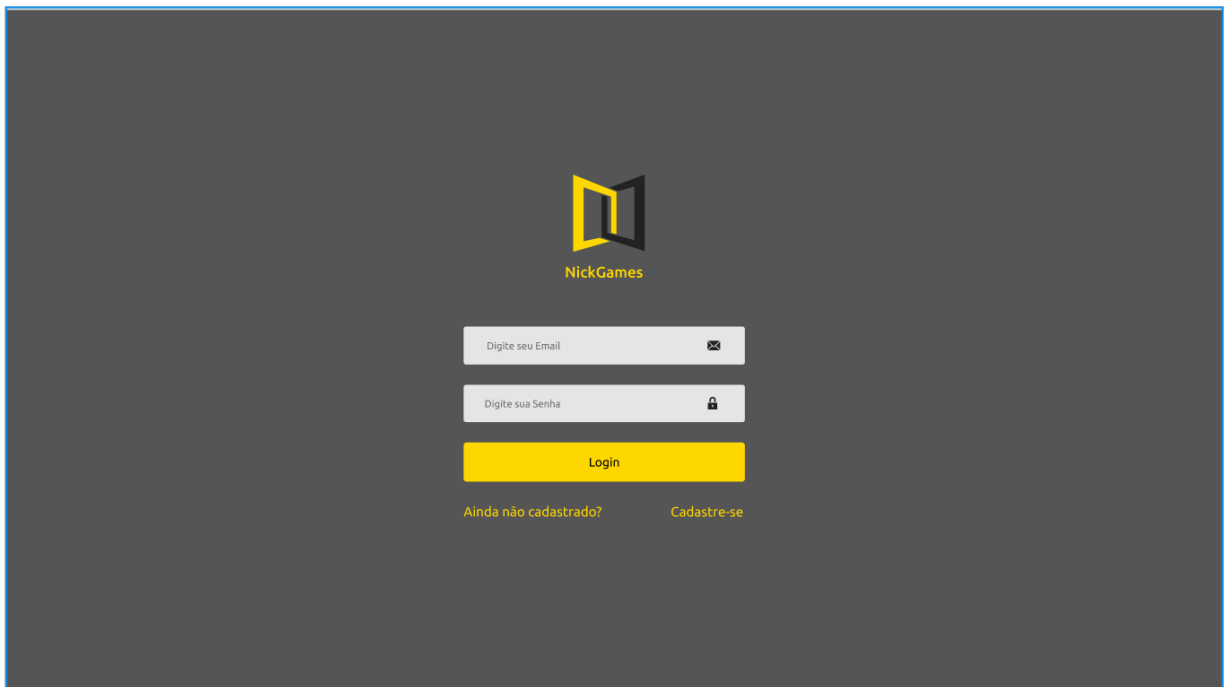 NickGames
Digite seu Email
Digite sua Senha
Login
Ainda não cadastrado? Cadastre-se